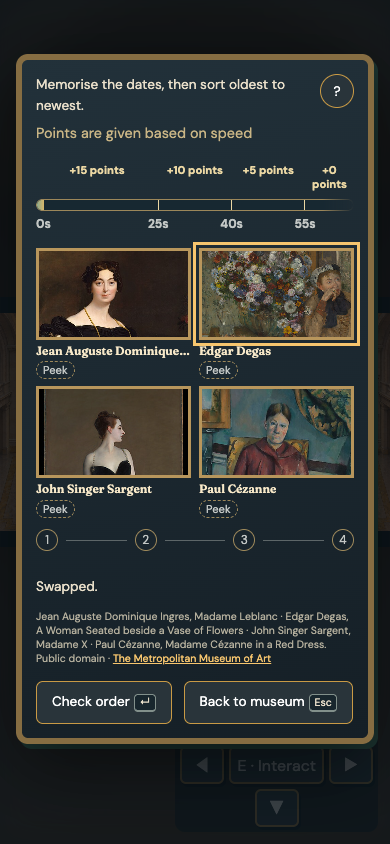 Memorise the dates, then sort oldest to
newest.
?
Points are given based on speed
+15 points +10 points +5 points +0 points
0s 25s 40s 55s
Jean Auguste Dominique... Edgar Degas
Peek Peek
John Singer Sargent Paul Cézanne
Peek Peek
1 2 3 4
Swapped.
Jean Auguste Dominique Ingres, Madame Leblanc · Edgar Degas,
A Woman Seated beside a Vase of Flowers · John Singer Sargent,
Madame X · Paul Cézanne, Madame Cézanne in a Red Dress.
Public domain · The Metropolitan Museum of Art
Check order ↵ Back to museum Esc
◀ E · Interact ▶
▼